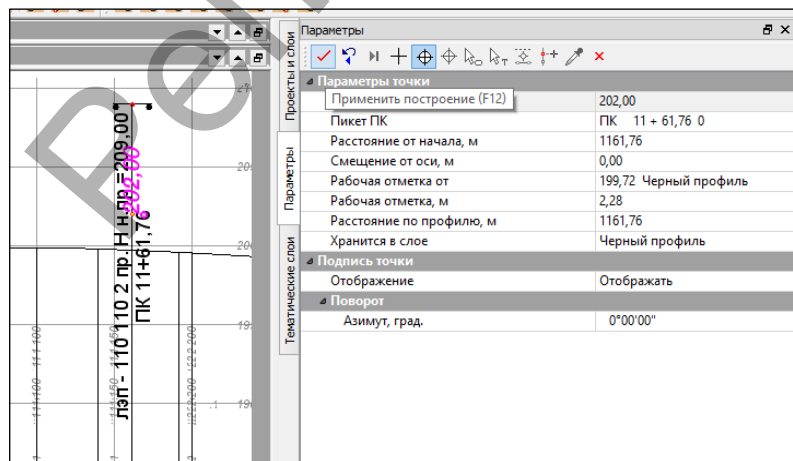 Параметры
Проекты и слои
Параметры
Тематические слои
Параметры точки
Применить построение (F12)
202,00
Пикет ПК ПК 11 + 61,76 0
Расстояние от начала, м 1161,76
Смещение от оси, м 0,00
Рабочая отметка от 199,72 Черный профиль
Рабочая отметка, м 2,28
Расстояние по профилю, м 1161,76
Хранится в слое Черный профиль
Подпись точки
Отображение Отображать
Поворот
Азимут, град. 0°00'00"
лэп - 110 110 2 пр. Н н.пр =209,00
202,00
ПК 11+61,76